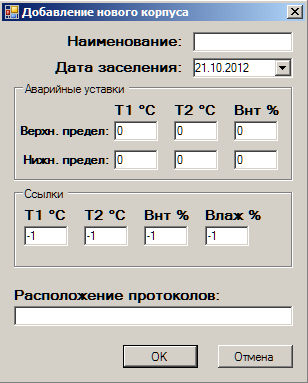 Добавление нового корпуса
Наименование:
Дата заселения: 21.10.2012
Аварийные уставки
T1 °C T2 °C Внт %
Верхн. предел: 0 0 0
Нижн. предел: 0 0 0
Ссылки
T1 °C T2 °C Внт % Влаж %
-1 -1 -1 -1
Расположение протоколов:
OK Отмена